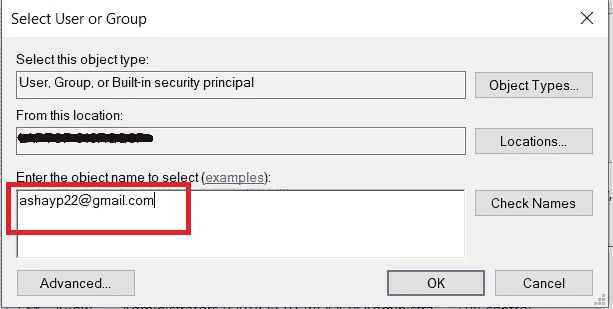 Select User or Group
Select this object type:
User, Group, or Built-in security principal
Object Types...
From this location:
Locations...
Enter the object name to select (examples):
ashayp22@gmail.com
Check Names
Advanced...
OK
Cancel